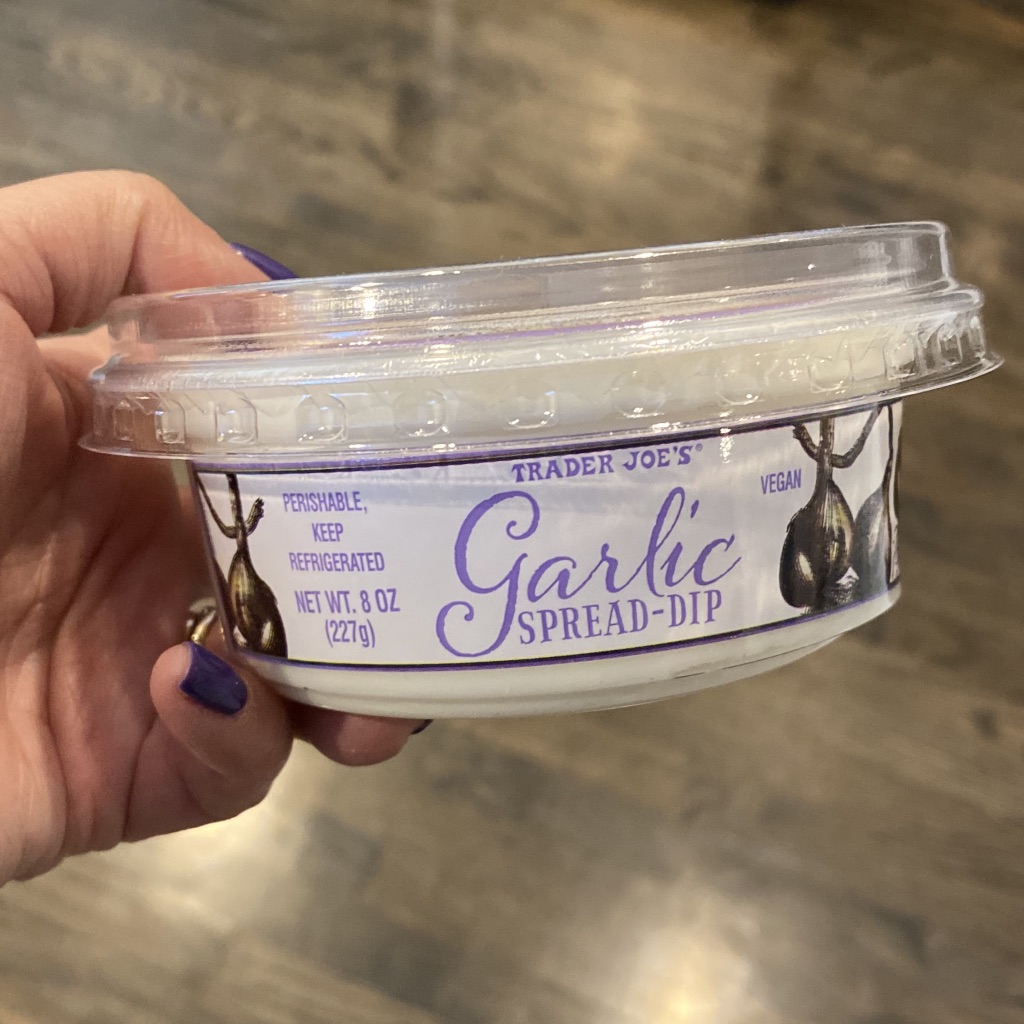 TRADER JOE'S®
Garlic
SPREAD-DIP
PERISHABLE,
KEEP
REFRIGERATED
NET WT. 8 OZ
(227g)
VEGAN